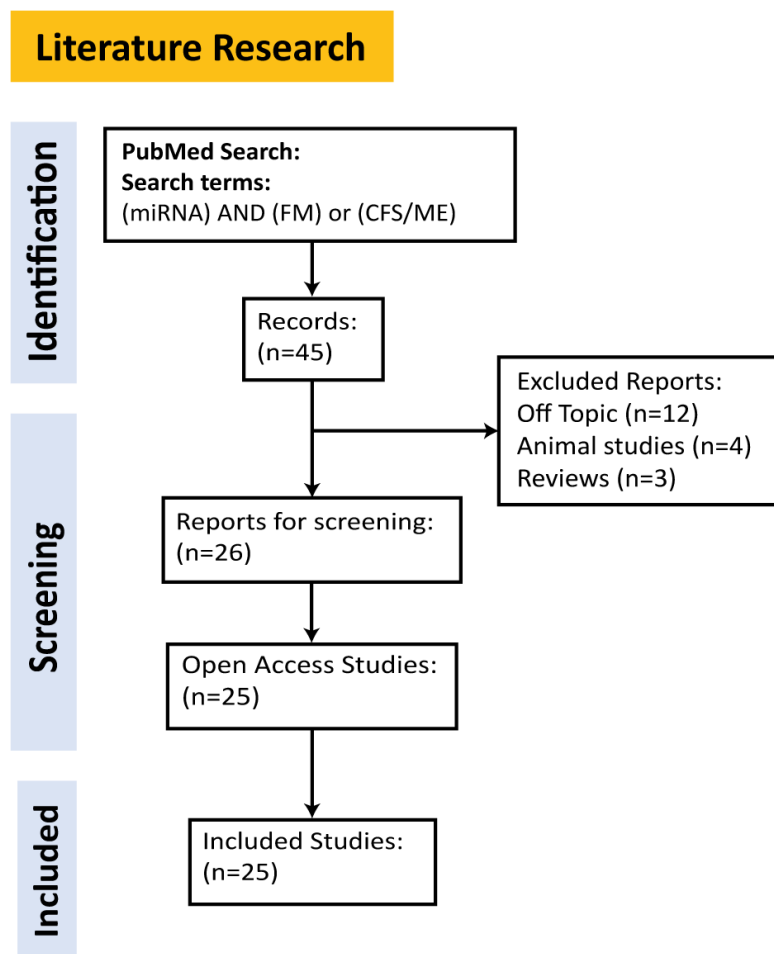 Literature Research
Identification
PubMed Search:
Search terms:
(miRNA) AND (FM) or (CFS/ME)
Records:
(n=45)
Excluded Reports:
Off Topic (n=12)
Animal studies (n=4)
Reviews (n=3)
Screening
Reports for screening:
(n=26)
Open Access Studies:
(n=25)
Included
Included Studies:
(n=25)